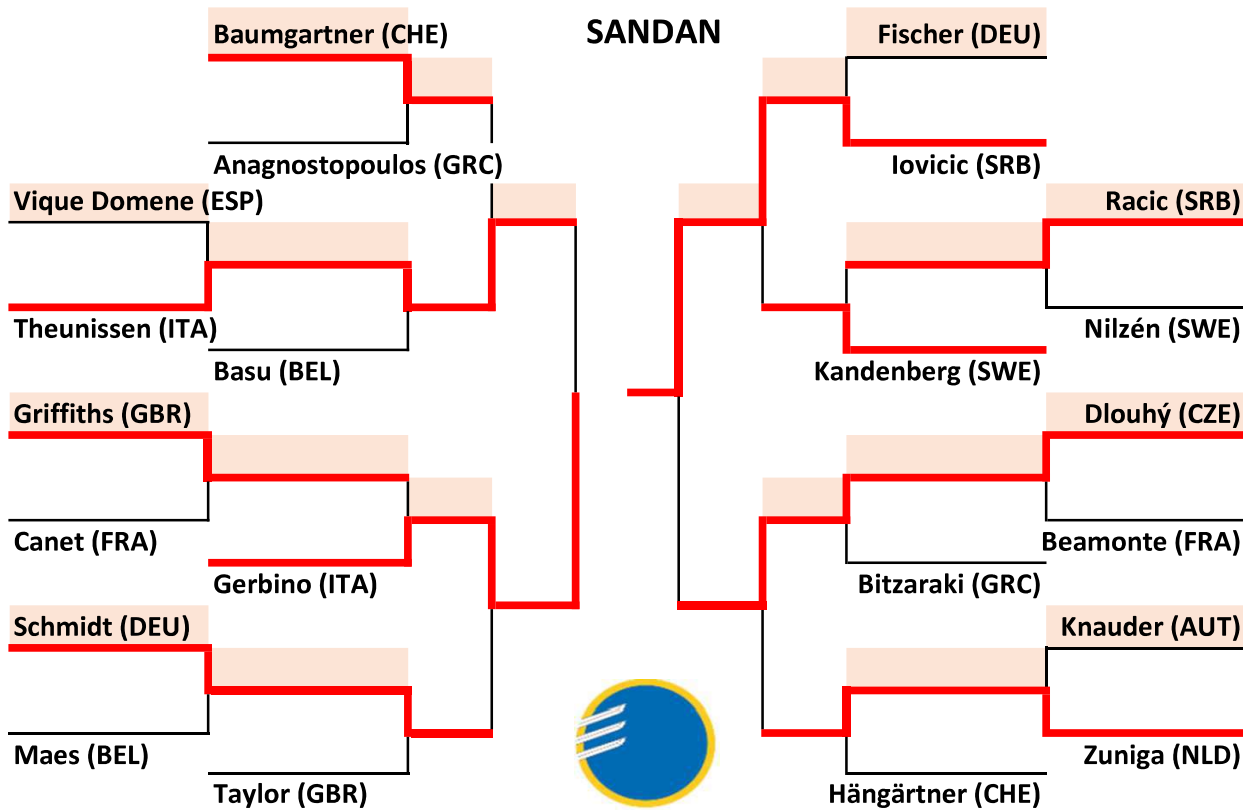 SANDAN
Baumgartner (CHE)
Anagnostopoulos (GRC)
Vique Domene (ESP)
Theunissen (ITA)
Basu (BEL)
Griffiths (GBR)
Canet (FRA)
Gerbino (ITA)
Schmidt (DEU)
Maes (BEL)
Taylor (GBR)
Fischer (DEU)
Iovicic (SRB)
Racic (SRB)
Nilzén (SWE)
Kandenberg (SWE)
Dlouhý (CZE)
Beamonte (FRA)
Bitzaraki (GRC)
Knauder (AUT)
Zuniga (NLD)
Hängärtner (CHE)